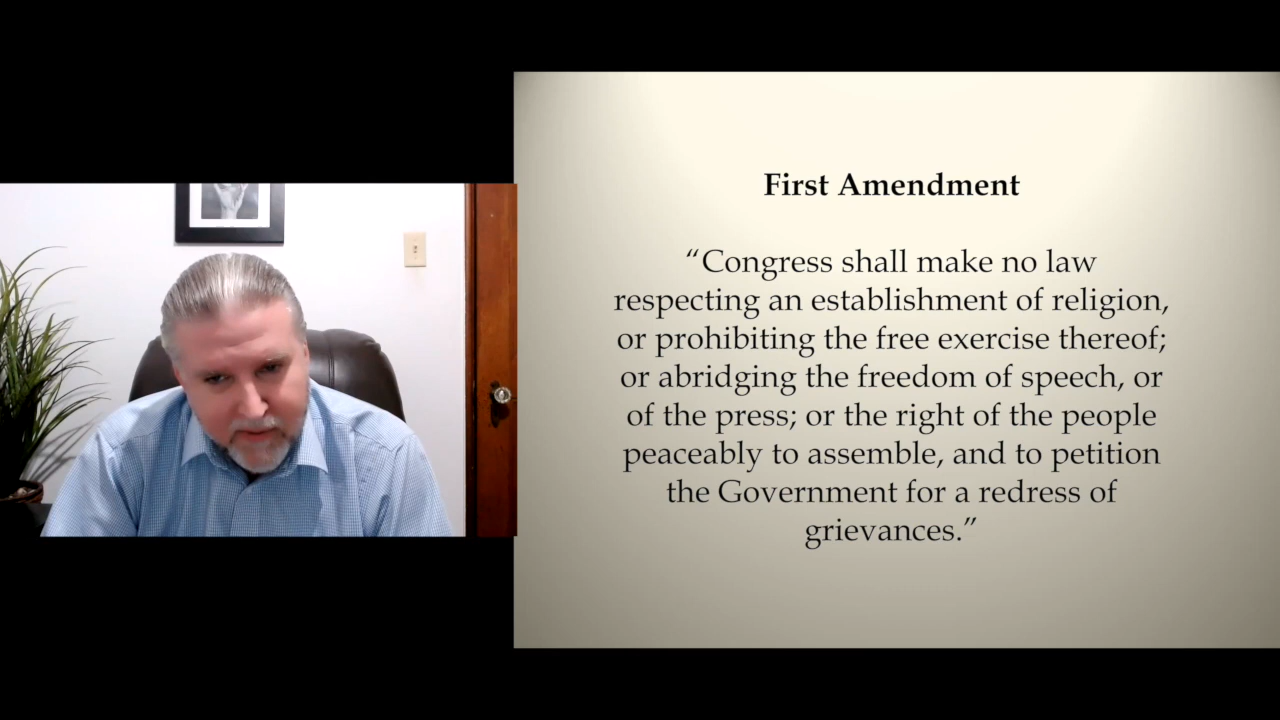 First Amendment
“Congress shall make no law
respecting an establishment of religion,
or prohibiting the free exercise thereof;
or abridging the freedom of speech, or
of the press; or the right of the people
peaceably to assemble, and to petition
the Government for a redress of
grievances.”